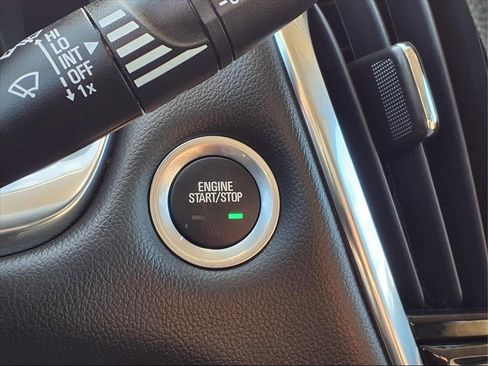 HI
LO
INT
OFF
1x
ENGINE
START/STOP